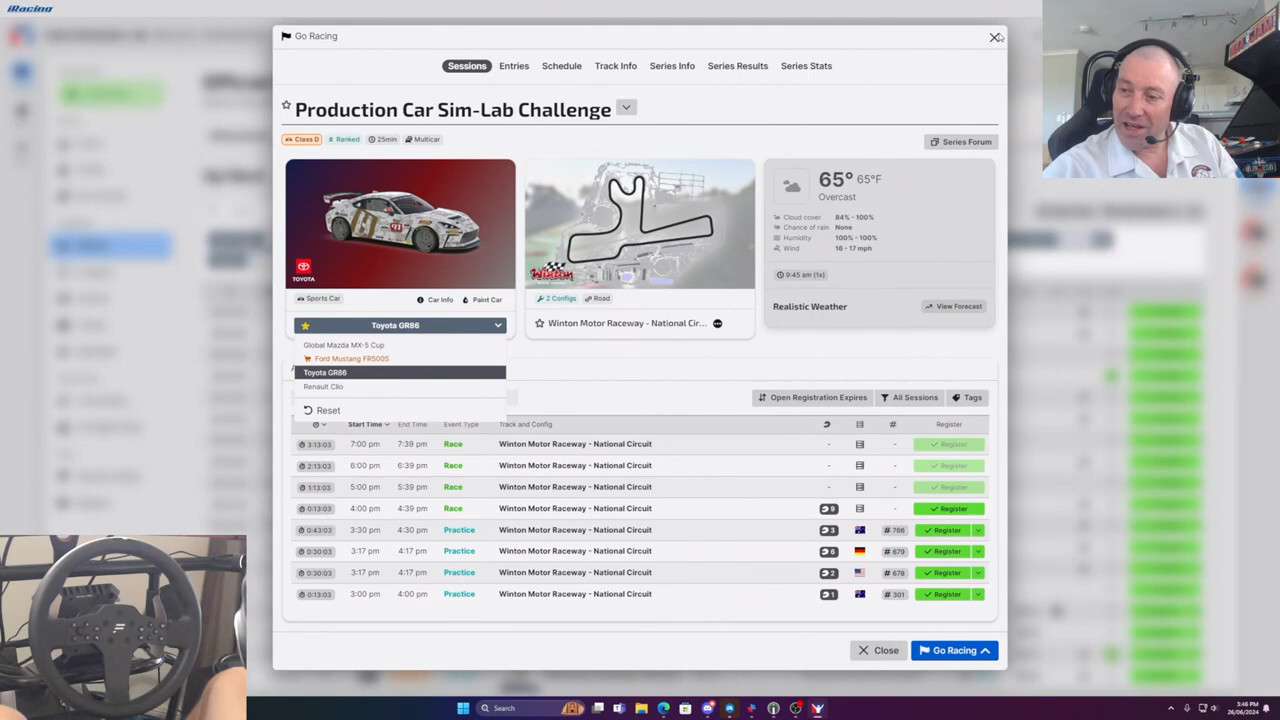 iRacing
Go Racing
Sessions Entries Schedule Track Info Series Info Series Results Series Stats
Production Car Sim-Lab Challenge
Class D Ranked 25min Multicar
Series Forum
91
TOYOTA
Winton
65° 65°F
Overcast
Cloud cover 84% - 100%
Chance of rain None
Humidity 100% - 100%
Wind 16 - 17 mph
9:45 am (1x)
Realistic Weather View Forecast
Sports Car Car Info Paint Car
2 Configs Road
Toyota GR86
Winton Motor Raceway - National Cir...
Global Mazda MX-5 Cup
Ford Mustang FR500S
Toyota GR86
Renault Clio
Reset
Open Registration Expires All Sessions Tags
Start Time End Time Event Type Track and Config # Register
3:13:03 7:00 pm 7:39 pm Race Winton Motor Raceway - National Circuit - - Register
2:13:03 6:00 pm 6:39 pm Race Winton Motor Raceway - National Circuit - - Register
1:13:03 5:00 pm 5:39 pm Race Winton Motor Raceway - National Circuit - - Register
0:13:03 4:00 pm 4:39 pm Race Winton Motor Raceway - National Circuit 9 - Register
0:43:03 3:30 pm 4:30 pm Practice Winton Motor Raceway - National Circuit 3 # 766 Register
0:30:03 3:17 pm 4:17 pm Practice Winton Motor Raceway - National Circuit 6 # 679 Register
0:30:03 3:17 pm 4:17 pm Practice Winton Motor Raceway - National Circuit 2 # 678 Register
0:13:03 3:00 pm 4:00 pm Practice Winton Motor Raceway - National Circuit 1 # 301 Register
Close Go Racing
Search
3:46 PM
26/06/2024